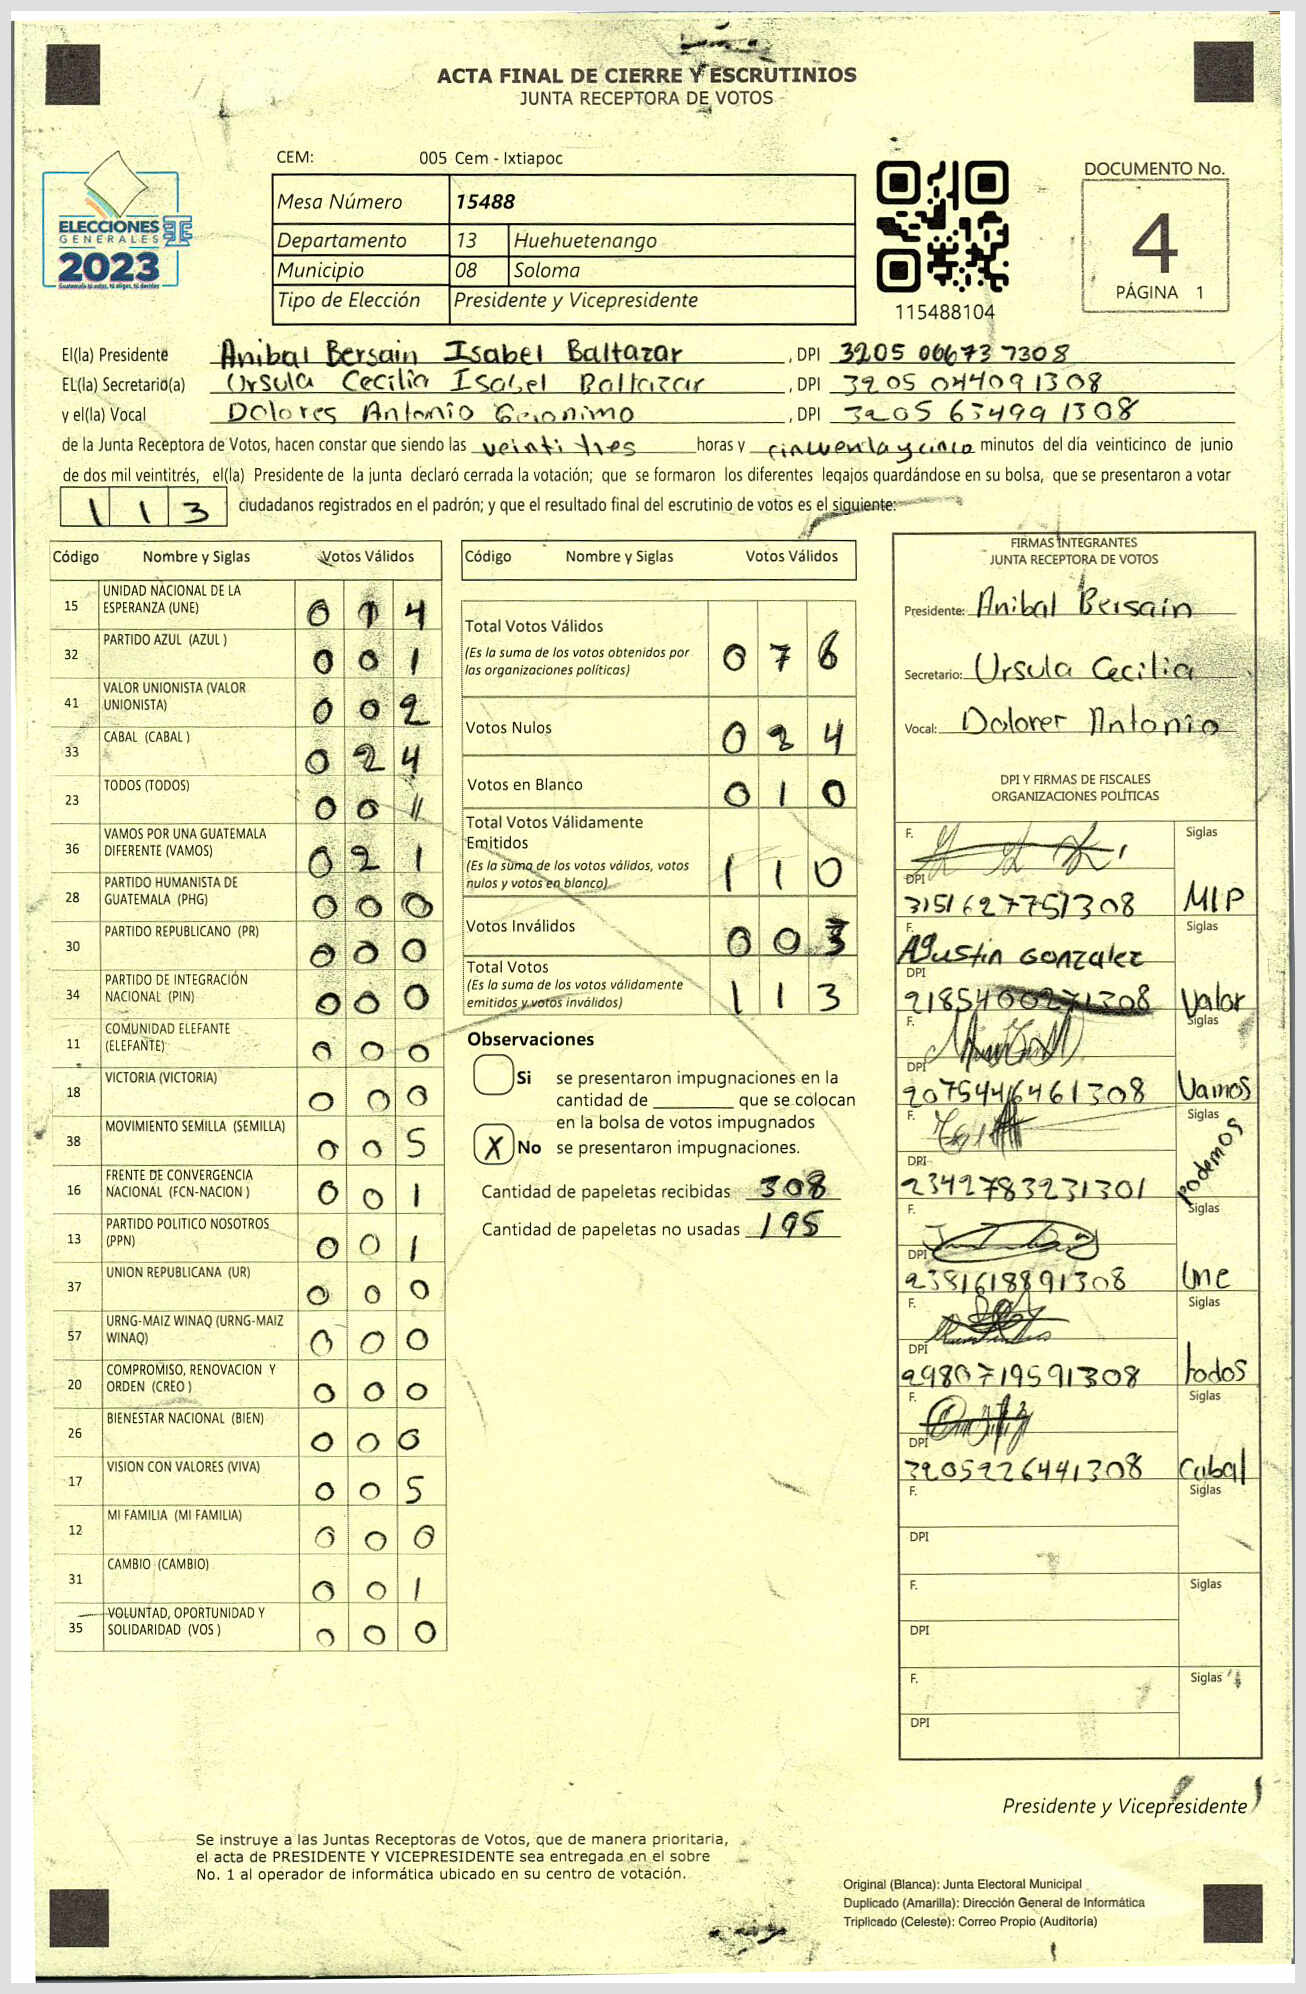 ACTA FINAL DE CIERRE Y ESCRUTINIOS
JUNTA RECEPTORA DE VOTOS
ELECCIONES
GENERALES
2023
CEM: 005 Cem - Ixtiapoc
Mesa Número 15488
Departamento 13 Huehuetenango
Municipio 08 Soloma
Tipo de Elección Presidente y Vicepresidente
115488104
DOCUMENTO No.
4
PÁGINA 1
El(la) Presidente Anibal Bersain Isabel Baltazar , DPI 3205 06673 7308
EL(la) Secretario(a) Ursula Cecilia Isabel Baltazar , DPI 3205 04409 1308
y el(la) Vocal Dolores Antonio Geronimo , DPI 3205 63499 1308
de la Junta Receptora de Votos, hacen constar que siendo las veinti tres horas y cincuenta y cinco minutos del día veinticinco de junio
de dos mil veintitrés, el(la) Presidente de la junta declaró cerrada la votación; que se formaron los diferentes legajos guardándose en su bolsa, que se presentaron a votar
1 1 3 ciudadanos registrados en el padrón; y que el resultado final del escrutinio de votos es el siguiente:
Código Nombre y Siglas Votos Válidos
15 UNIDAD NACIONAL DE LA ESPERANZA (UNE) 0 1 4
32 PARTIDO AZUL (AZUL ) 0 0 1
41 VALOR UNIONISTA (VALOR UNIONISTA) 0 0 2
33 CABAL (CABAL ) 0 2 4
23 TODOS (TODOS) 0 0 1
36 VAMOS POR UNA GUATEMALA DIFERENTE (VAMOS) 0 2 1
28 PARTIDO HUMANISTA DE GUATEMALA (PHG) 0 0 0
30 PARTIDO REPUBLICANO (PR) 0 0 0
34 PARTIDO DE INTEGRACIÓN NACIONAL (PIN) 0 0 0
11 COMUNIDAD ELEFANTE (ELEFANTE) 0 0 0
18 VICTORIA (VICTORIA) 0 0 0
38 MOVIMIENTO SEMILLA (SEMILLA) 0 0 5
16 FRENTE DE CONVERGENCIA NACIONAL (FCN-NACION ) 0 0 1
13 PARTIDO POLITICO NOSOTROS (PPN) 0 0 1
37 UNION REPUBLICANA (UR) 0 0 0
57 URNG-MAIZ WINAQ (URNG-MAIZ WINAQ) 0 0 0
20 COMPROMISO, RENOVACION Y ORDEN (CREO ) 0 0 0
26 BIENESTAR NACIONAL (BIEN) 0 0 0
17 VISION CON VALORES (VIVA) 0 0 5
12 MI FAMILIA (MI FAMILIA) 0 0 0
31 CAMBIO (CAMBIO) 0 0 1
35 VOLUNTAD, OPORTUNIDAD Y SOLIDARIDAD (VOS ) 0 0 0
Código Nombre y Siglas Votos Válidos
Total Votos Válidos 0 7 6
(Es la suma de los votos obtenidos por
las organizaciones políticas)
Votos Nulos 0 2 4
Votos en Blanco 0 1 0
Total Votos Válidamente
Emitidos 1 1 0
(Es la suma de los votos válidos, votos
nulos y votos en blanco)
Votos Inválidos 0 0 3
Total Votos 1 1 3
(Es la suma de los votos válidamente
emitidos y votos inválidos)
Observaciones
Si se presentaron impugnaciones en la
cantidad de ________ que se colocan
en la bolsa de votos impugnados
X No se presentaron impugnaciones.
Cantidad de papeletas recibidas 308
Cantidad de papeletas no usadas 195
FIRMAS INTEGRANTES
JUNTA RECEPTORA DE VOTOS
Presidente: Anibal Bersain
Secretario: Ursula Cecilia
Vocal: Dolorer Antonio
DPI Y FIRMAS DE FISCALES
ORGANIZACIONES POLÍTICAS
F. Siglas
DPI
3151627751308 MLP
F. Agustin Gonzalez Siglas
DPI
2185400271308 Valor
F. Siglas
DPI
2075446461308 Vamos
F. Siglas
DPI
2342783231301 Podemos
F. Siglas
DPI
2381618891308 Une
F. Siglas
DPI
2980719591308 todos
F. Siglas
DPI
3205226441308 Cabal
F. Siglas
DPI
F. Siglas
DPI
F. Siglas
DPI
Presidente y Vicepresidente
Se instruye a las Juntas Receptoras de Votos, que de manera prioritaria,
el acta de PRESIDENTE Y VICEPRESIDENTE sea entregada en el sobre
No. 1 al operador de informática ubicado en su centro de votación.
Original (Blanca): Junta Electoral Municipal
Duplicado (Amarilla): Dirección General de Informática
Triplicado (Celeste): Correo Propio (Auditoría)